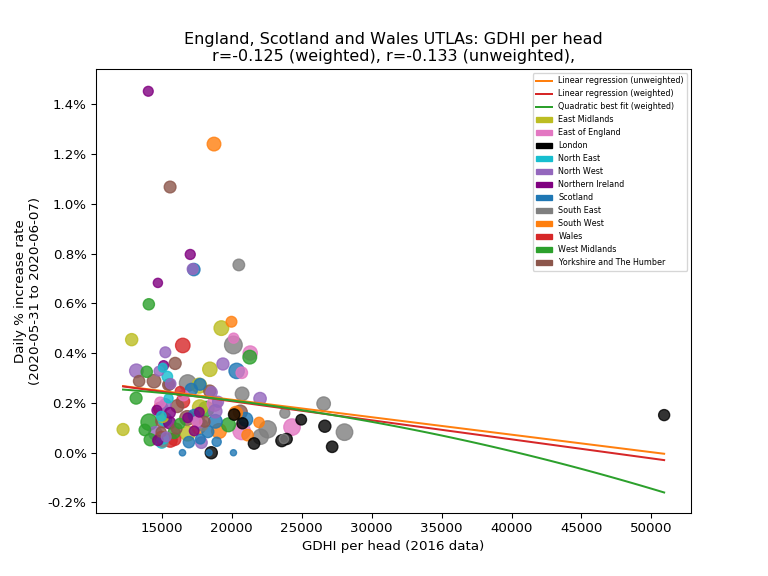 England, Scotland and Wales UTLAs: GDHI per head
r=-0.125 (weighted), r=-0.133 (unweighted),
Linear regression (unweighted)
Linear regression (weighted)
Quadratic best fit (weighted)
East Midlands
East of England
London
North East
North West
Northern Ireland
Scotland
South East
South West
Wales
West Midlands
Yorkshire and The Humber
Daily % increase rate
(2020-05-31 to 2020-06-07)
1.4%
1.2%
1.0%
0.8%
0.6%
0.4%
0.2%
0.0%
-0.2%
15000 20000 25000 30000 35000 40000 45000 50000
GDHI per head (2016 data)